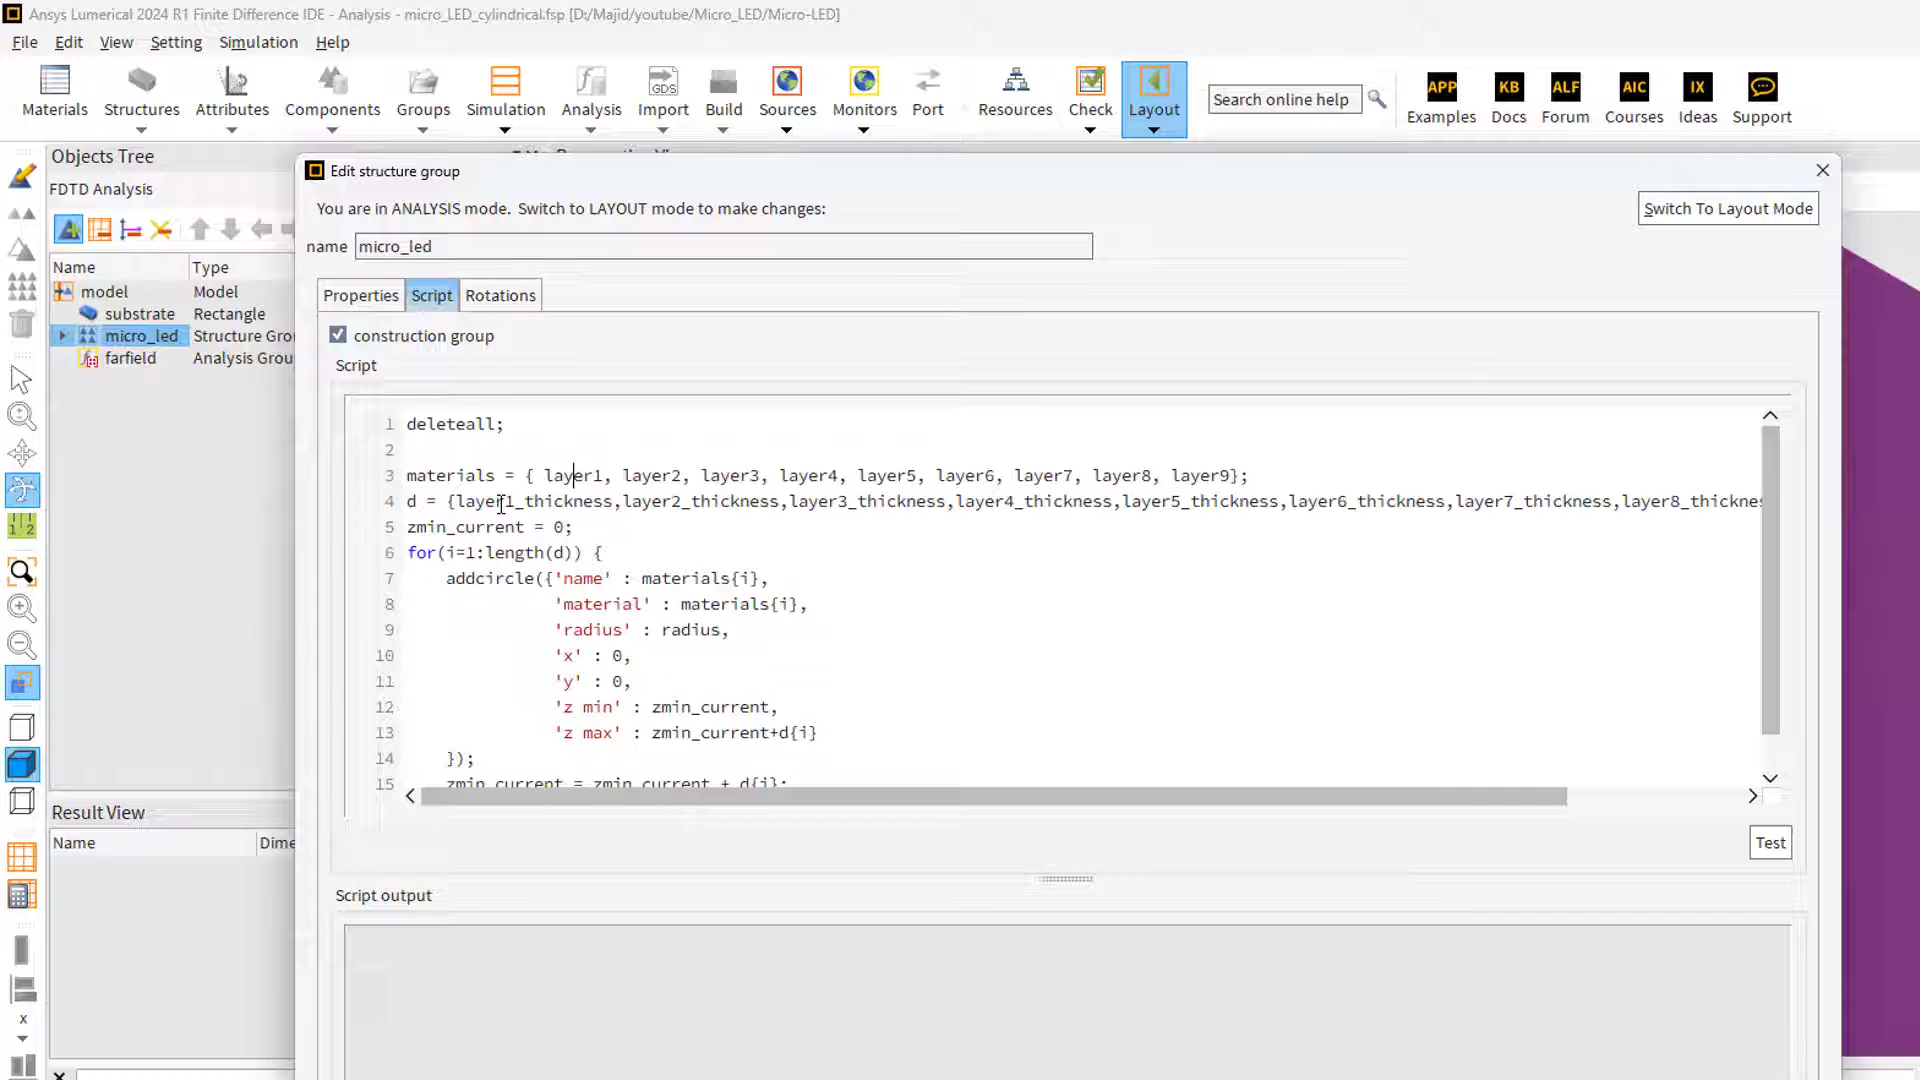 Ansys Lumerical 2024 R1 Finite Difference IDE - Analysis - micro_LED_cylindrical.fsp [D:/Majid/youtube/Micro_LED/Micro-LED]
File Edit View Setting Simulation Help
Materials Structures Attributes Components Groups Simulation Analysis Import Build Sources Monitors Port Resources Check Layout Search online help Examples Docs Forum Courses Ideas Support
GDS APP KB ALF AIC IX
Objects Tree
FDTD Analysis
Name Type
model Model
substrate Rectangle
micro_led Structure Gro
farfield Analysis Grou
Result View
Name Dime
x
Edit structure group
You are in ANALYSIS mode. Switch to LAYOUT mode to make changes:
Switch To Layout Mode
name micro_led
Properties Script Rotations
construction group
Script
1 deleteall;
2
3 materials = { layer1, layer2, layer3, layer4, layer5, layer6, layer7, layer8, layer9};
4 d = {layer1_thickness,layer2_thickness,layer3_thickness,layer4_thickness,layer5_thickness,layer6_thickness,layer7_thickness,layer8_thicknes
5 zmin_current = 0;
6 for(i=1:length(d)) {
7 addcircle({'name' : materials{i},
8 'material' : materials{i},
9 'radius' : radius,
10 'x' : 0,
11 'y' : 0,
12 'z min' : zmin_current,
13 'z max' : zmin_current+d{i}
14 });
15 zmin_current = zmin_current + d{i};
Test
Script output